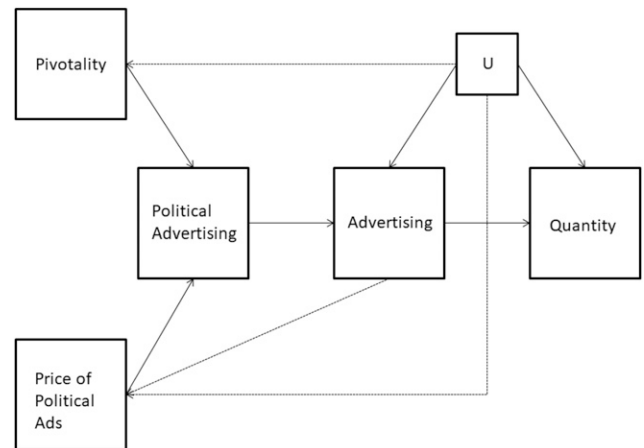 Pivotality
U
Political
Advertising
Advertising
Quantity
Price of
Political
Ads